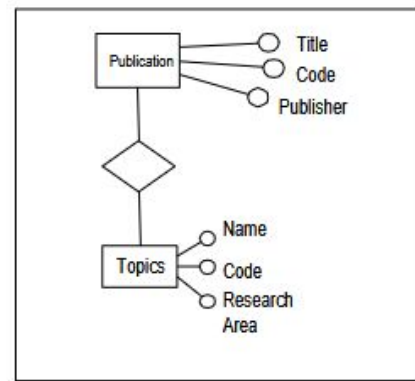 Title
Publication
Code
Publisher
Name
Topics
Code
Research
Area